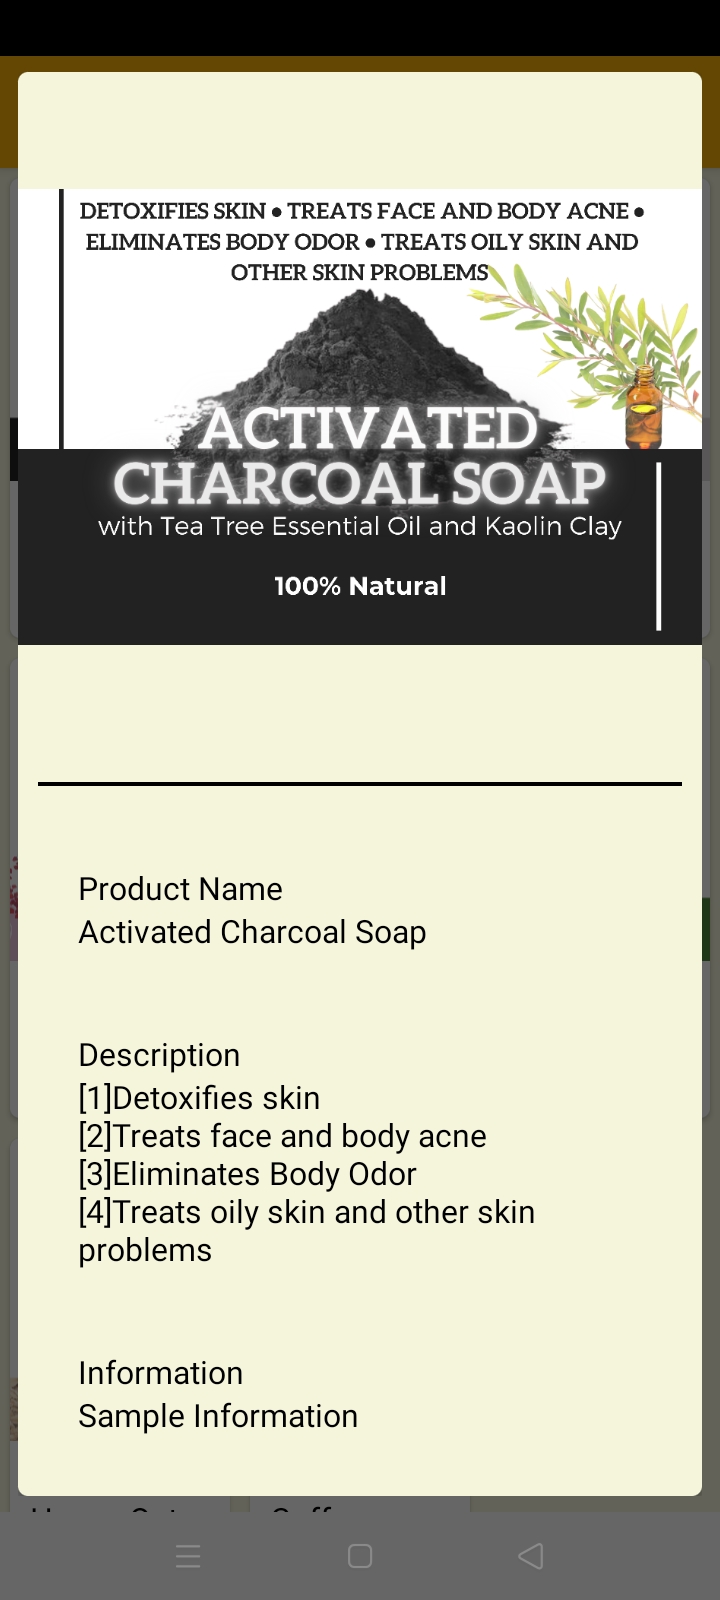 DETOXIFIES SKIN ● TREATS FACE AND BODY ACNE ●
ELIMINATES BODY ODOR ● TREATS OILY SKIN AND
OTHER SKIN PROBLEMS
ACTIVATED
CHARCOAL SOAP
with Tea Tree Essential Oil and Kaolin Clay
100% Natural
Product Name
Activated Charcoal Soap
Description
[1]Detoxifies skin
[2]Treats face and body acne
[3]Eliminates Body Odor
[4]Treats oily skin and other skin
problems
Information
Sample Information